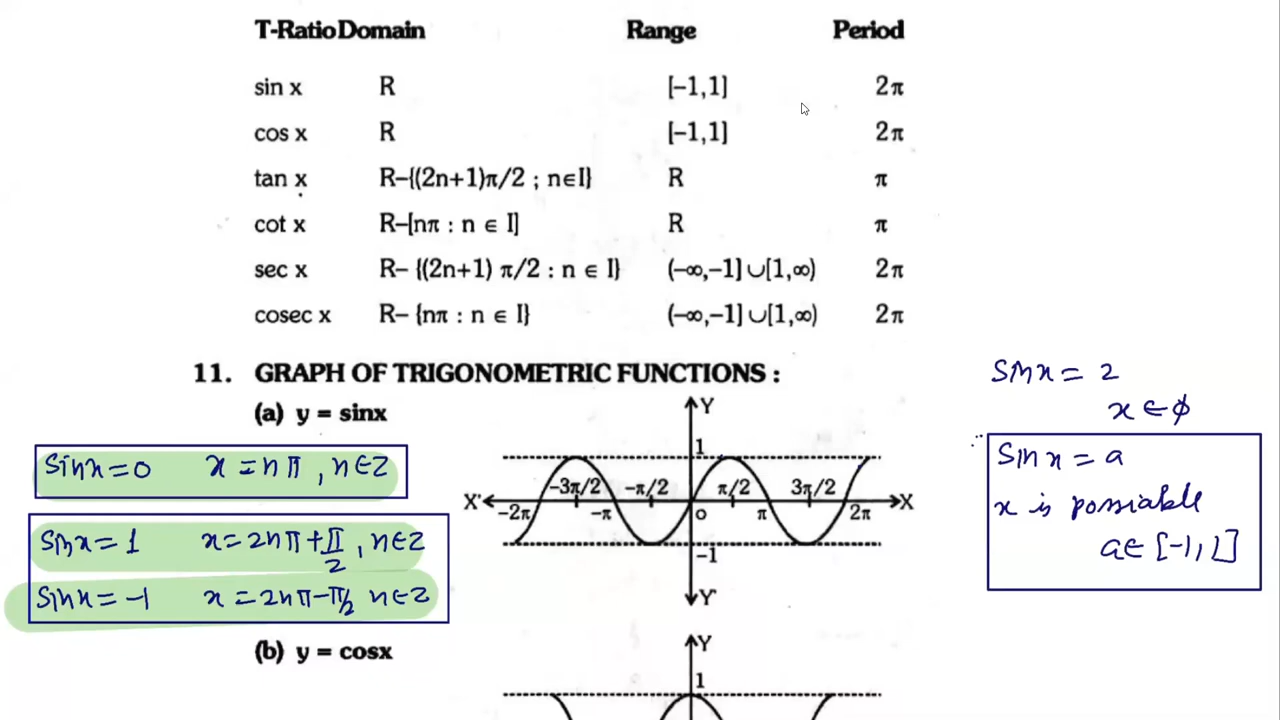 T-Ratio Domain Range Period
sin x R [−1,1] 2π
cos x R [−1,1] 2π
tan x R−{(2n+1)π/2 ; n∈I} R π
cot x R−[nπ : n ∈ I] R π
sec x R− {(2n+1) π/2 : n ∈ I} (−∞,−1] ∪[1,∞) 2π
cosec x R− {nπ : n ∈ I} (−∞,−1] ∪[1,∞) 2π
11. GRAPH OF TRIGONOMETRIC FUNCTIONS :
(a) y = sinx
sinx=0 x=nπ, n∈Z
sinx=1 x=2nπ+π/2, n∈Z
sinx=−1 x=2nπ−π/2 n∈Z
Y
1
−3π/2 −π/2 π/2 3π/2
X' X
−2π −π o π 2π
−1
Y'
sinx = 2
x ∈ ϕ
sinx = a
x is possiable
a∈ [−1,1]
(b) y = cosx
Y
1